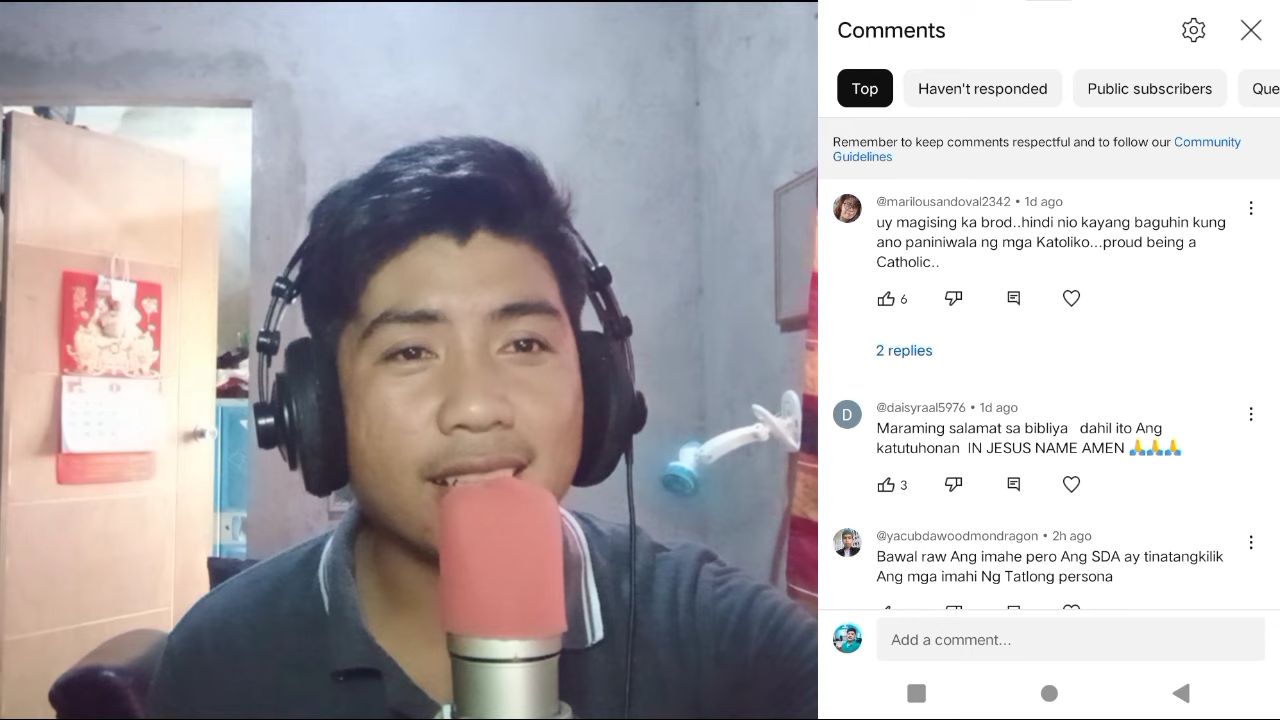 Comments
Top
Haven't responded
Public subscribers
Que
Remember to keep comments respectful and to follow our Community
Guidelines
@marilousandoval2342 • 1d ago
uy magising ka brod..hindi nio kayang baguhin kung
ano paniniwala ng mga Katoliko...proud being a
Catholic..
6
2 replies
D
@daisyraal5976 • 1d ago
Maraming salamat sa bibliya dahil ito Ang
katutuhonan IN JESUS NAME AMEN 🙏🙏🙏
3
@yacubdawoodmondragon • 2h ago
Bawal raw Ang imahe pero Ang SDA ay tinatangkilik
Ang mga imahi Ng Tatlong persona
Add a comment...